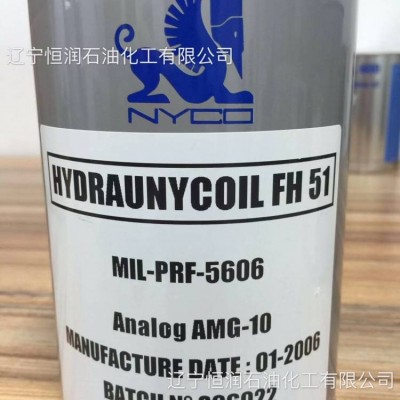 辽宁恒润石油化工有限公司
NYCO
HYDRAUNYCOIL FH 51
MIL-PRF-5606
Analog AMG-10
MANUFACTURE DATE : 01-2006
BATCH N°
辽宁恒润石油化工有限公司